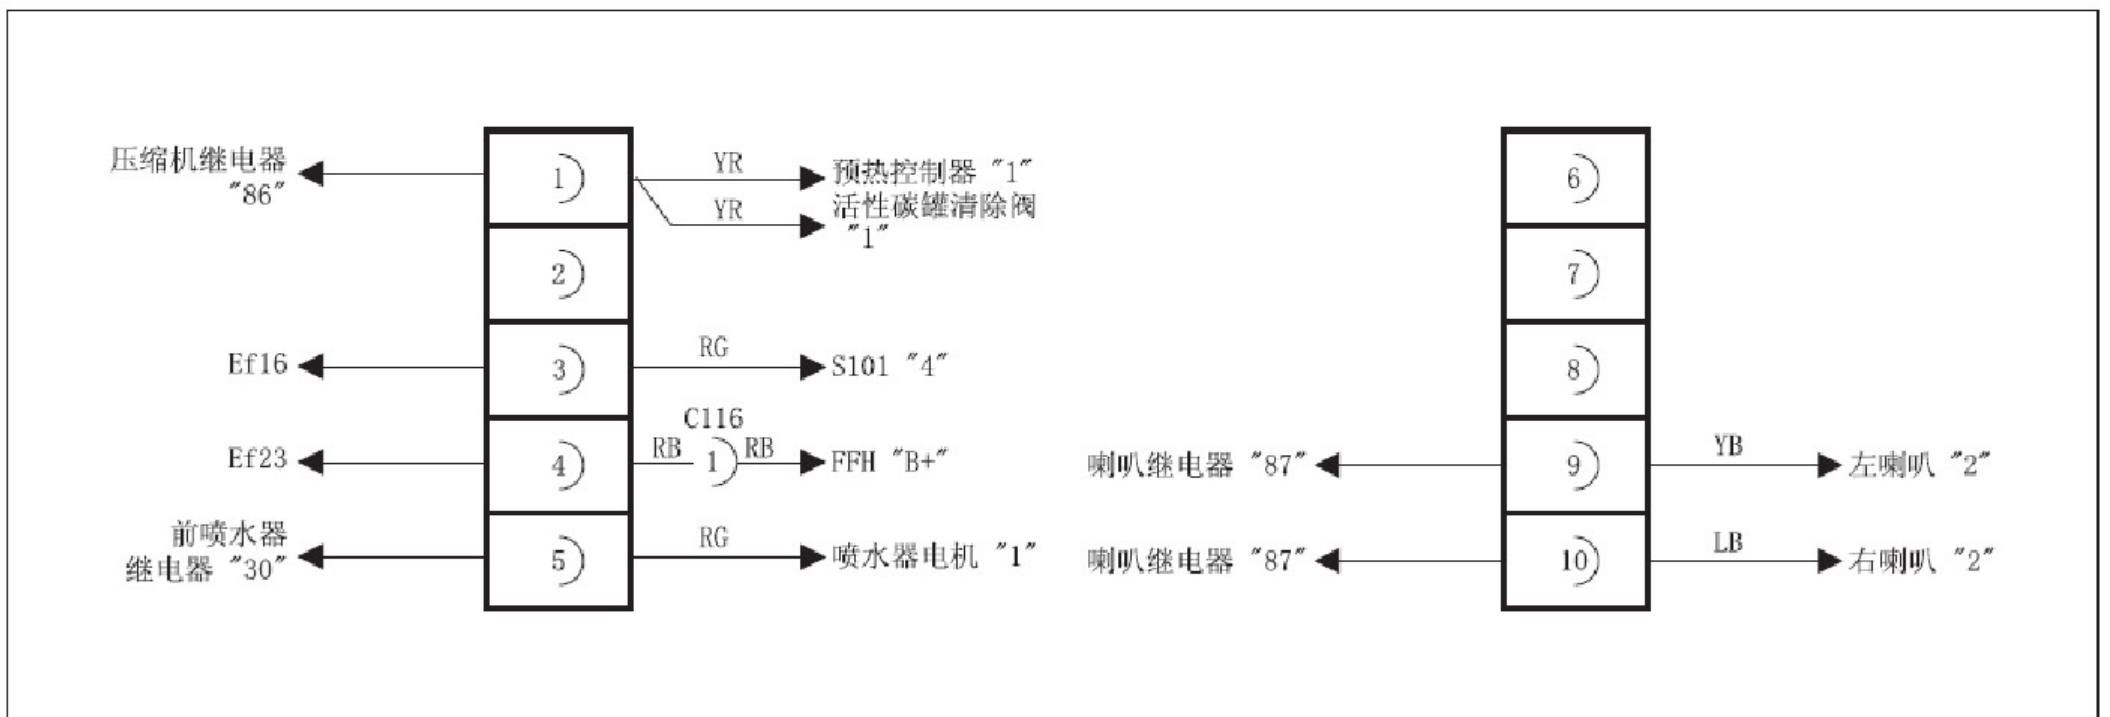 压缩机继电器
"86"
1
YR
预热控制器 "1"
YR
活性碳罐清除阀
"1"
2
Ef16
3
RG
S101 "4"
Ef23
4
C116
RB
1
RB
FFH "B+"
前喷水器
继电器 "30"
5
RG
喷水器电机 "1"
6
7
8
喇叭继电器 "87"
9
YB
左喇叭 "2"
喇叭继电器 "87"
10
LB
右喇叭 "2"